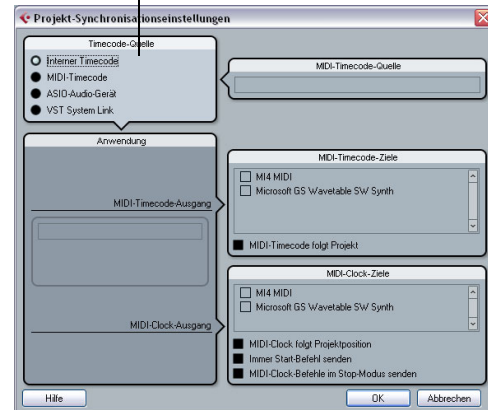 Projekt-Synchronisationseinstellungen
Timecode-Quelle
Interner Timecode
MIDI-Timecode
ASIO-Audio-Gerät
VST System Link
MIDI-Timecode-Quelle
Anwendung
MIDI-Timecode-Ausgang
MIDI-Clock-Ausgang
MIDI-Timecode-Ziele
MI4 MIDI
Microsoft GS Wavetable SW Synth
MIDI-Timecode folgt Projekt
MIDI-Clock-Ziele
MI4 MIDI
Microsoft GS Wavetable SW Synth
MIDI-Clock folgt Projektposition
Immer Start-Befehl senden
MIDI-Clock-Befehle im Stop-Modus senden
Hilfe
OK
Abbrechen